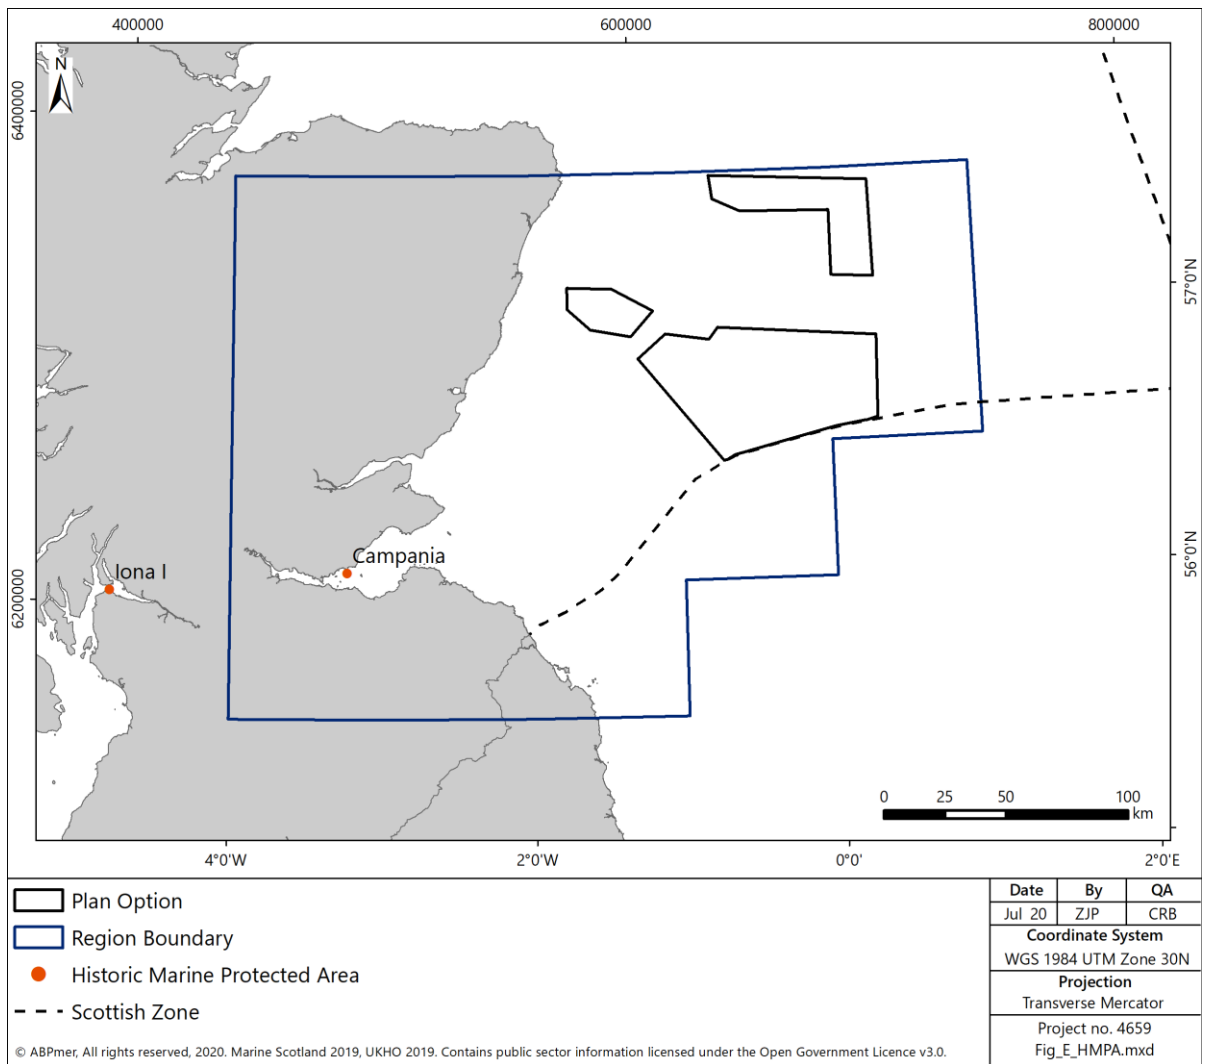 400000
600000
800000
N
6400000
57°0'N
Campania
Iona I
56°0'N
6200000
0
25
50
100
km
4°0'W
2°0'W
0°0'
2°0'E
Plan Option
Region Boundary
Historic Marine Protected Area
Scottish Zone
Date
By
QA
Jul 20
ZJP
CRB
Coordinate System
WGS 1984 UTM Zone 30N
Projection
Transverse Mercator
Project no. 4659
Fig_E_HMPA.mxd
© ABPmer, All rights reserved, 2020. Marine Scotland 2019, UKHO 2019. Contains public sector information licensed under the Open Government Licence v3.0.